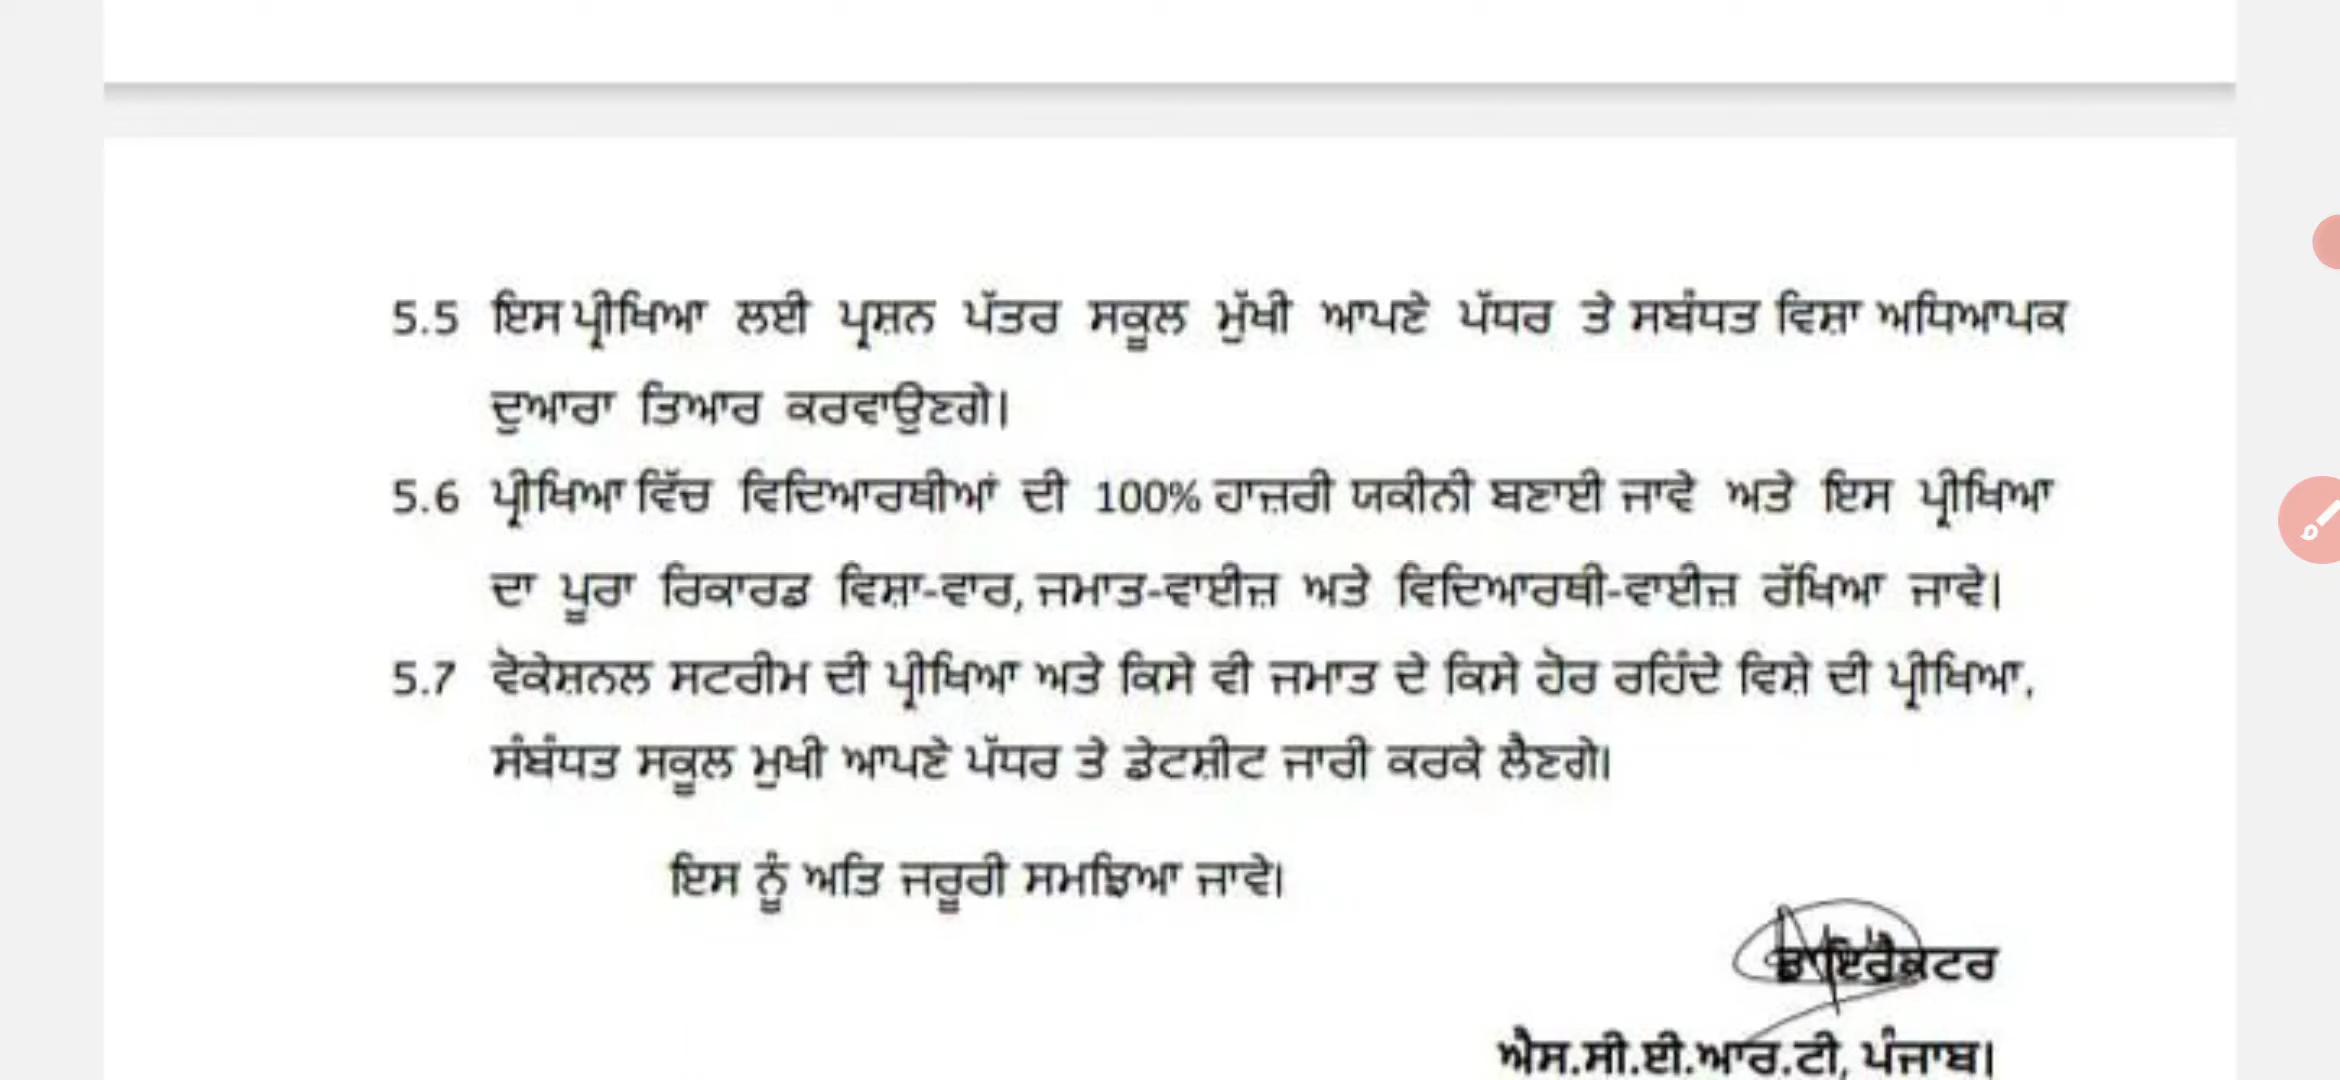 5.5 ਇਸ ਪ੍ਰੀਖਿਆ ਲਈ ਪ੍ਰਸ਼ਨ ਪੱਤਰ ਸਕੂਲ ਮੁੱਖੀ ਆਪਣੇ ਪੱਧਰ ਤੇ ਸਬੰਧਤ ਵਿਸ਼ਾ ਅਧਿਆਪਕ
ਦੁਆਰਾ ਤਿਆਰ ਕਰਵਾਉਣਗੇ।
5.6 ਪ੍ਰੀਖਿਆ ਵਿੱਚ ਵਿਦਿਆਰਥੀਆਂ ਦੀ 100% ਹਾਜ਼ਰੀ ਯਕੀਨੀ ਬਣਾਈ ਜਾਵੇ ਅਤੇ ਇਸ ਪ੍ਰੀਖਿਆ
ਦਾ ਪੂਰਾ ਰਿਕਾਰਡ ਵਿਸ਼ਾ-ਵਾਰ, ਜਮਾਤ-ਵਾਈਜ਼ ਅਤੇ ਵਿਦਿਆਰਥੀ-ਵਾਈਜ਼ ਰੱਖਿਆ ਜਾਵੇ।
5.7 ਵੋਕੇਸ਼ਨਲ ਸਟਰੀਮ ਦੀ ਪ੍ਰੀਖਿਆ ਅਤੇ ਕਿਸੇ ਵੀ ਜਮਾਤ ਦੇ ਕਿਸੇ ਹੋਰ ਰਹਿੰਦੇ ਵਿਸ਼ੇ ਦੀ ਪ੍ਰੀਖਿਆ,
ਸੰਬੰਧਤ ਸਕੂਲ ਮੁਖੀ ਆਪਣੇ ਪੱਧਰ ਤੇ ਡੇਟਸ਼ੀਟ ਜਾਰੀ ਕਰਕੇ ਲੈਣਗੇ।
ਇਸ ਨੂੰ ਅਤਿ ਜਰੂਰੀ ਸਮਝਿਆ ਜਾਵੇ।
ਡਾਇਰੈਕਟਰ
ਐਸ.ਸੀ.ਈ.ਆਰ.ਟੀ, ਪੰਜਾਬ।